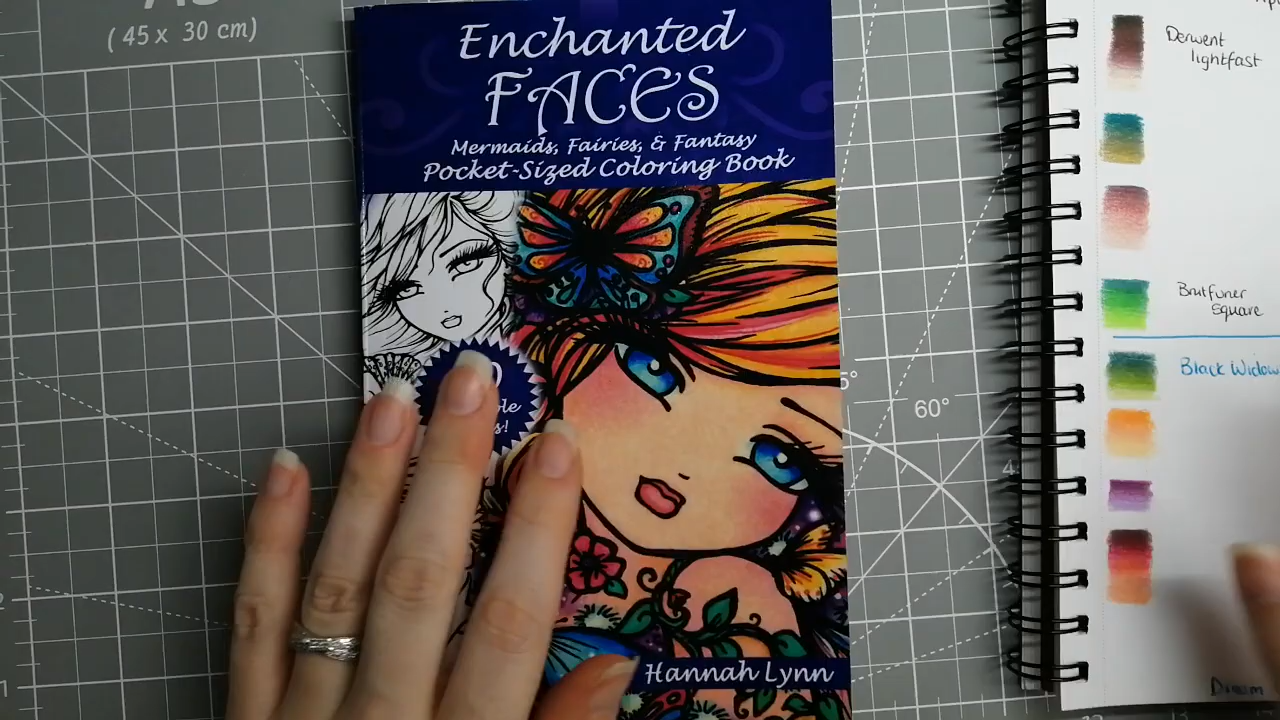 ( 45 x 30 cm)
Enchanted
FACES
Mermaids, Fairies, & Fantasy
Pocket-Sized Coloring Book
Hannah Lynn
60°
Derwent
lightfast
Brutfuner
Square
Black Widow